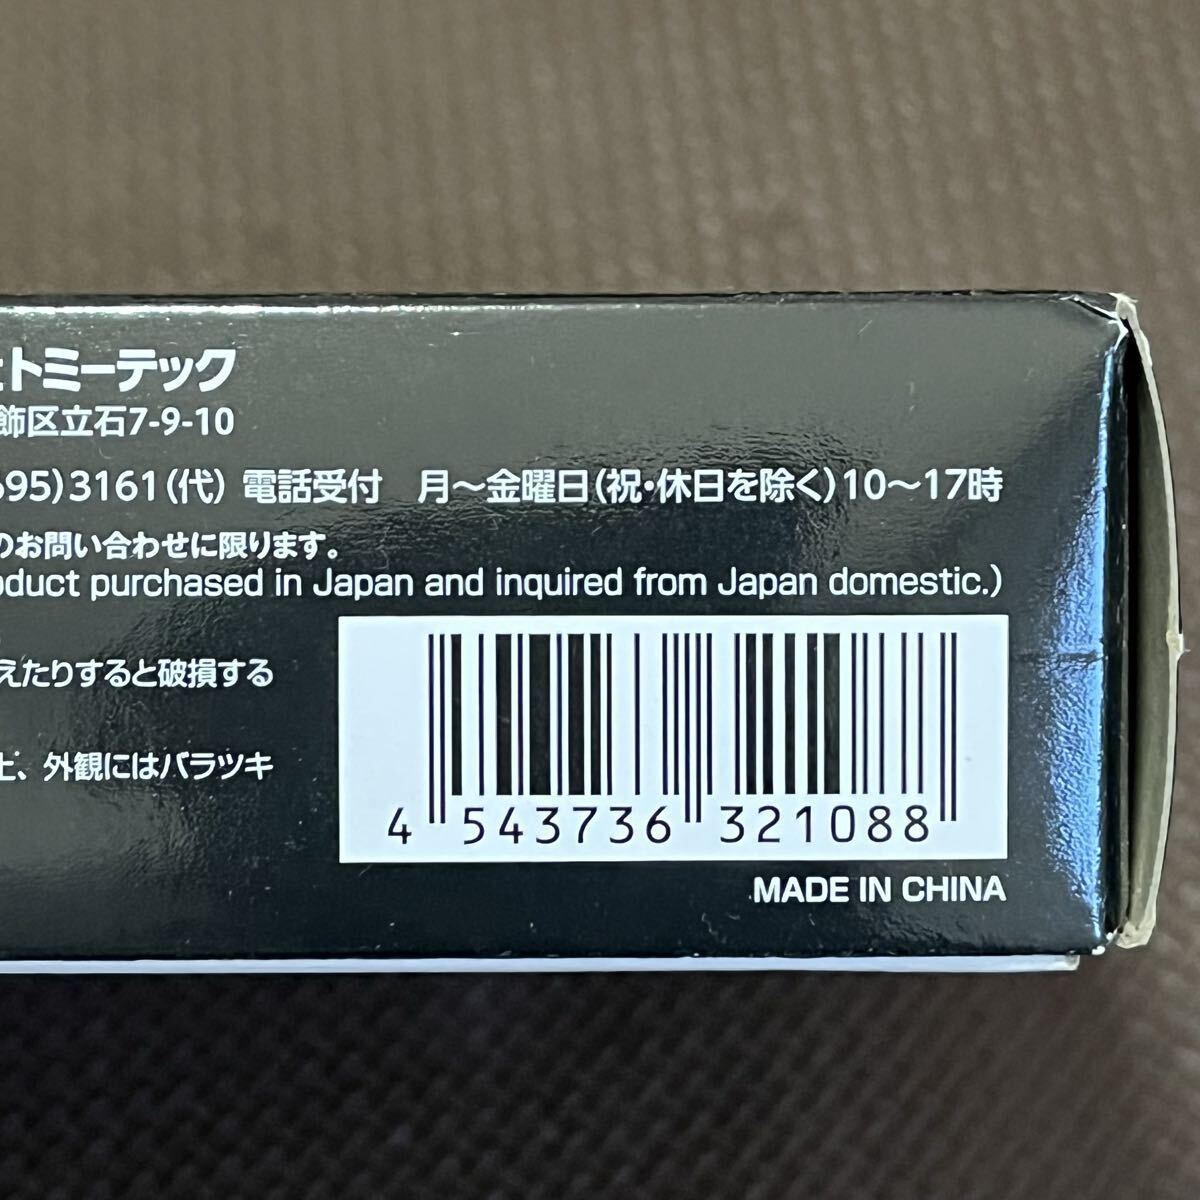 トミーテック
飾区立石7-9-10
695)3161(代) 電話受付 月～金曜日(祝・休日を除く)10～17時
のお問い合わせに限ります。
purchased in Japan and inquired from Japan domestic.)
えたりすると破損する
上、外観にはバラツキ
4 543736 321088
MADE IN CHINA